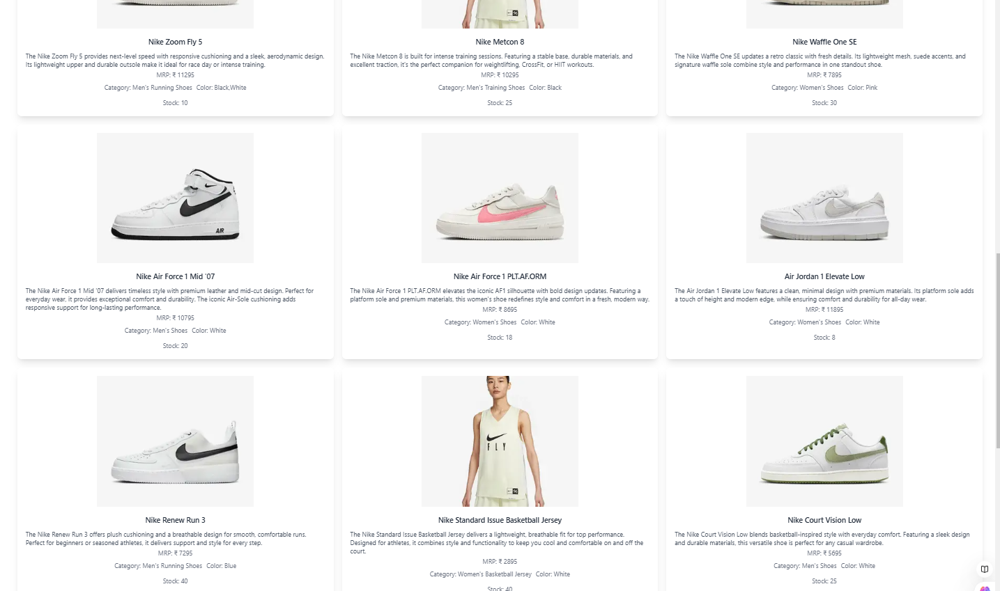 Nike Zoom Fly 5
The Nike Zoom Fly 5 provides next-level speed with responsive cushioning and a sleek, aerodynamic design.
Its lightweight upper and durable outsole make it ideal for race day or intense training.
MRP: ₹ 11295
Category: Men's Running Shoes Color: Black,White
Stock: 10
Nike Metcon 8
The Nike Metcon 8 is built for intense training sessions. Featuring a stable base, durable materials, and
excellent traction, it's the perfect companion for weightlifting, CrossFit, or HIIT workouts.
MRP: ₹ 10295
Category: Men's Training Shoes Color: Black
Stock: 25
Nike Waffle One SE
The Nike Waffle One SE updates a retro classic with fresh details. Its lightweight mesh, suede accents, and
signature waffle sole combine style and performance in one standout shoe.
MRP: ₹ 7895
Category: Women's Shoes Color: Pink
Stock: 30
AIR
Nike Air Force 1 Mid '07
The Nike Air Force 1 Mid '07 delivers timeless style with premium leather and mid-cut design. Perfect for
everyday wear, it provides exceptional comfort and durability. The iconic Air-Sole cushioning adds
responsive support for long-lasting performance.
MRP: ₹ 10795
Category: Men's Shoes Color: White
Stock: 20
Nike Air Force 1 PLT.AF.ORM
The Nike Air Force 1 PLT.AF.ORM elevates the iconic AF1 silhouette with bold design updates. Featuring a
platform sole and premium materials, this women's shoe redefines style and comfort in a fresh, modern way.
MRP: ₹ 8695
Category: Women's Shoes Color: White
Stock: 18
Air Jordan 1 Elevate Low
The Air Jordan 1 Elevate Low features a clean, minimal design with premium materials. Its platform sole adds
a touch of height and modern edge, while ensuring comfort and durability for all-day wear.
MRP: ₹ 11895
Category: Women's Shoes Color: White
Stock: 8
Nike Renew Run 3
The Nike Renew Run 3 offers plush cushioning and a breathable design for smooth, comfortable runs.
Perfect for beginners or seasoned athletes, it delivers support and style for every step.
MRP: ₹ 7295
Category: Men's Running Shoes Color: Blue
Stock: 40
FLY
Nike Standard Issue Basketball Jersey
The Nike Standard Issue Basketball Jersey delivers a lightweight, breathable fit for top performance.
Designed for athletes, it combines style and functionality to keep you cool and comfortable on and off the
court.
MRP: ₹ 2895
Category: Women's Basketball Jersey Color: White
Stock: 40
Nike Court Vision Low
The Nike Court Vision Low blends basketball-inspired style with everyday comfort. Featuring a sleek design
and durable materials, this versatile shoe is perfect for any casual wardrobe.
MRP: ₹ 5695
Category: Men's Shoes Color: White
Stock: 25